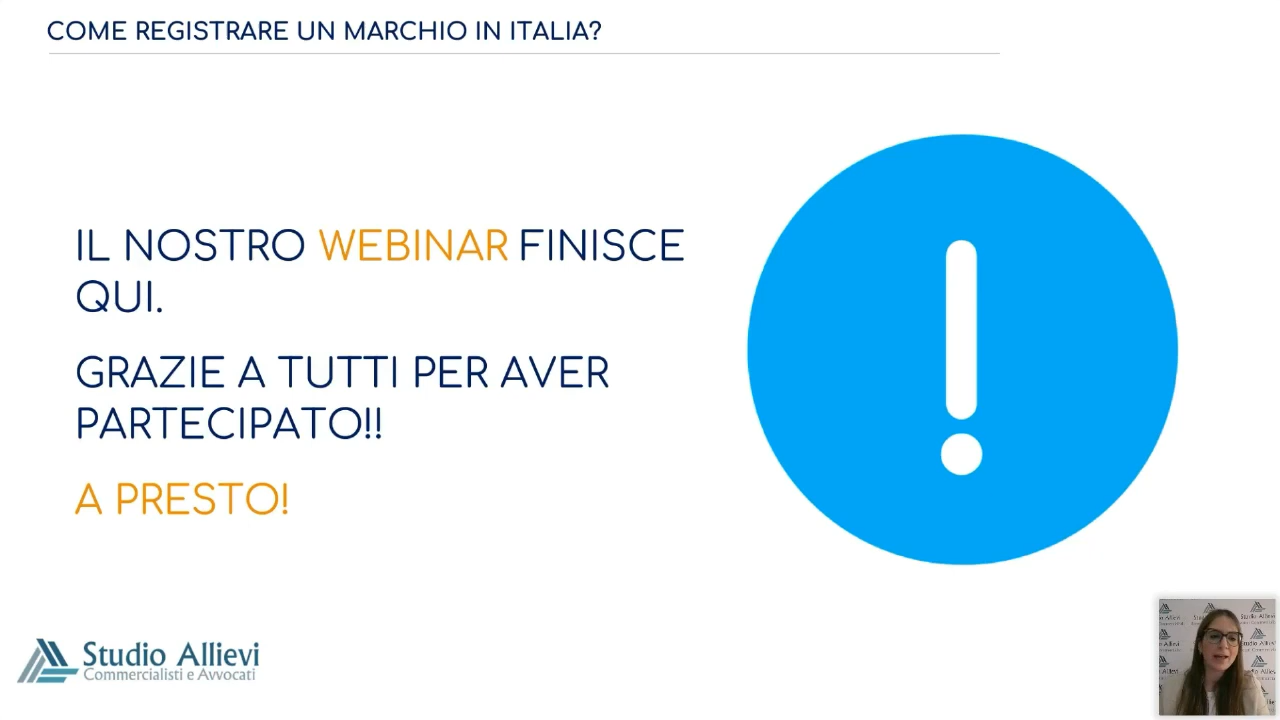 COME REGISTRARE UN MARCHIO IN ITALIA?
IL NOSTRO WEBINAR FINISCE
QUI.
GRAZIE A TUTTI PER AVER
PARTECIPATO!!
A PRESTO!
Studio Allievi
Commercialisti e Avvocati